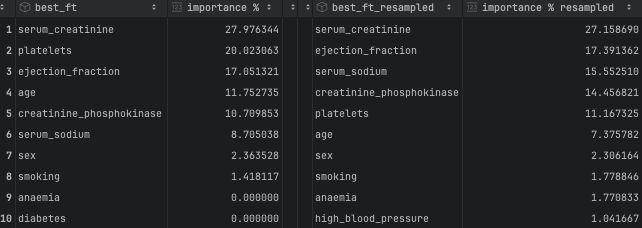 best_ft importance % best_ft_resampled importance % resampled
1 serum_creatinine 27.976344 serum_creatinine 27.158690
2 platelets 20.023063 ejection_fraction 17.391362
3 ejection_fraction 17.051321 serum_sodium 15.552510
4 age 11.752735 creatinine_phosphokinase 14.456821
5 creatinine_phosphokinase 10.709853 platelets 11.167325
6 serum_sodium 8.705038 age 7.375782
7 sex 2.363528 sex 2.306164
8 smoking 1.418117 smoking 1.778846
9 anaemia 0.000000 anaemia 1.770833
10 diabetes 0.000000 high_blood_pressure 1.041667